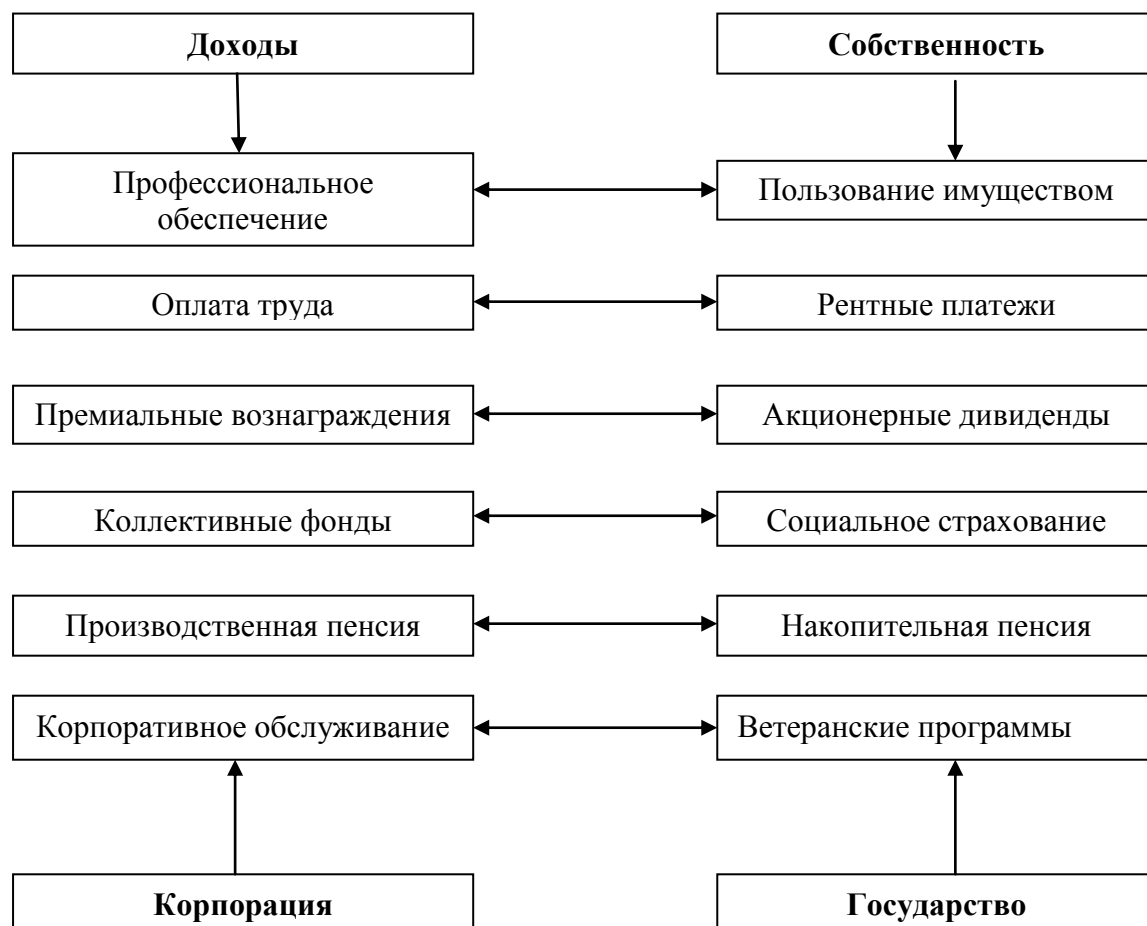 Доходы
Собственность
Профессиональное
обеспечение
Пользование имуществом
Оплата труда
Рентные платежи
Премиальные вознаграждения
Акционерные дивиденды
Коллективные фонды
Социальное страхование
Производственная пенсия
Накопительная пенсия
Корпоративное обслуживание
Ветеранские программы
Корпорация
Государство